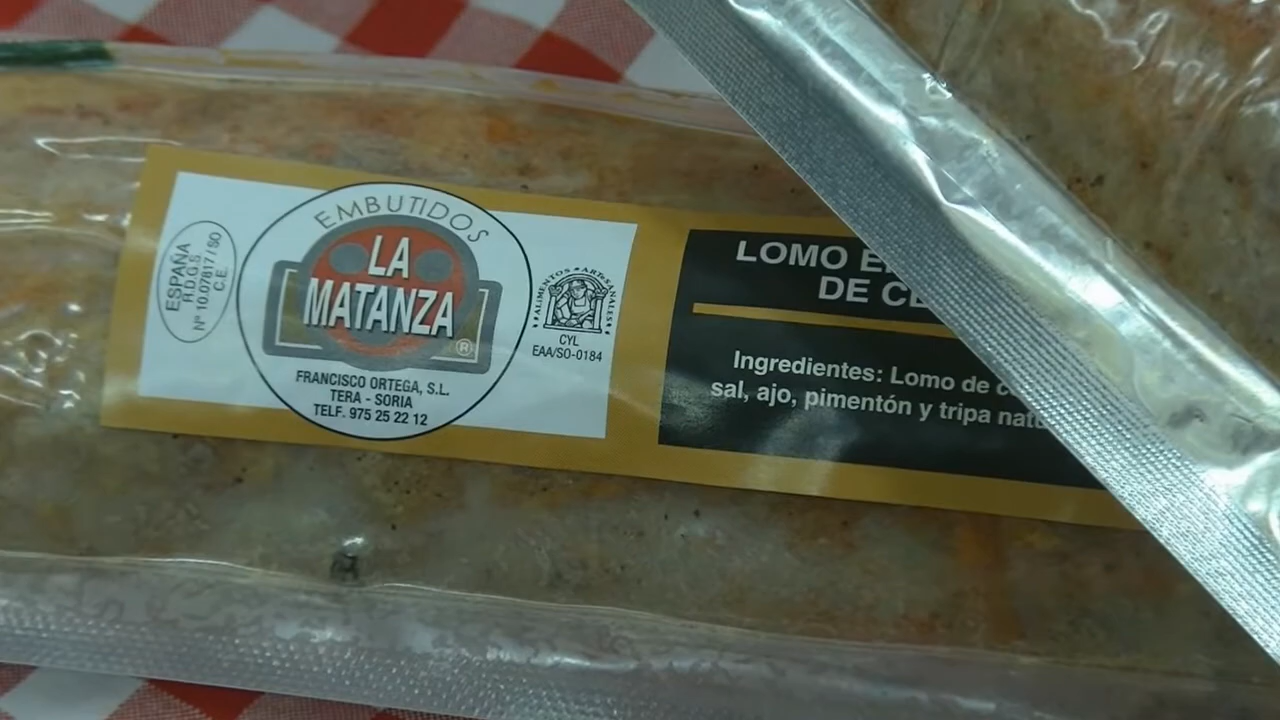 ESPAÑA
R.D.G.S.
Nº 10.07817/SO
C.E.
EMBUTIDOS
LA
MATANZA
®
FRANCISCO ORTEGA, S.L.
TERA - SORIA
TELF. 975 25 22 12
ALIMENTOS ARTESANALES
CYL
EAA/SO-0184
LOMO
DE
Ingredientes: Lomo de
sal, ajo, pimentón y tripa